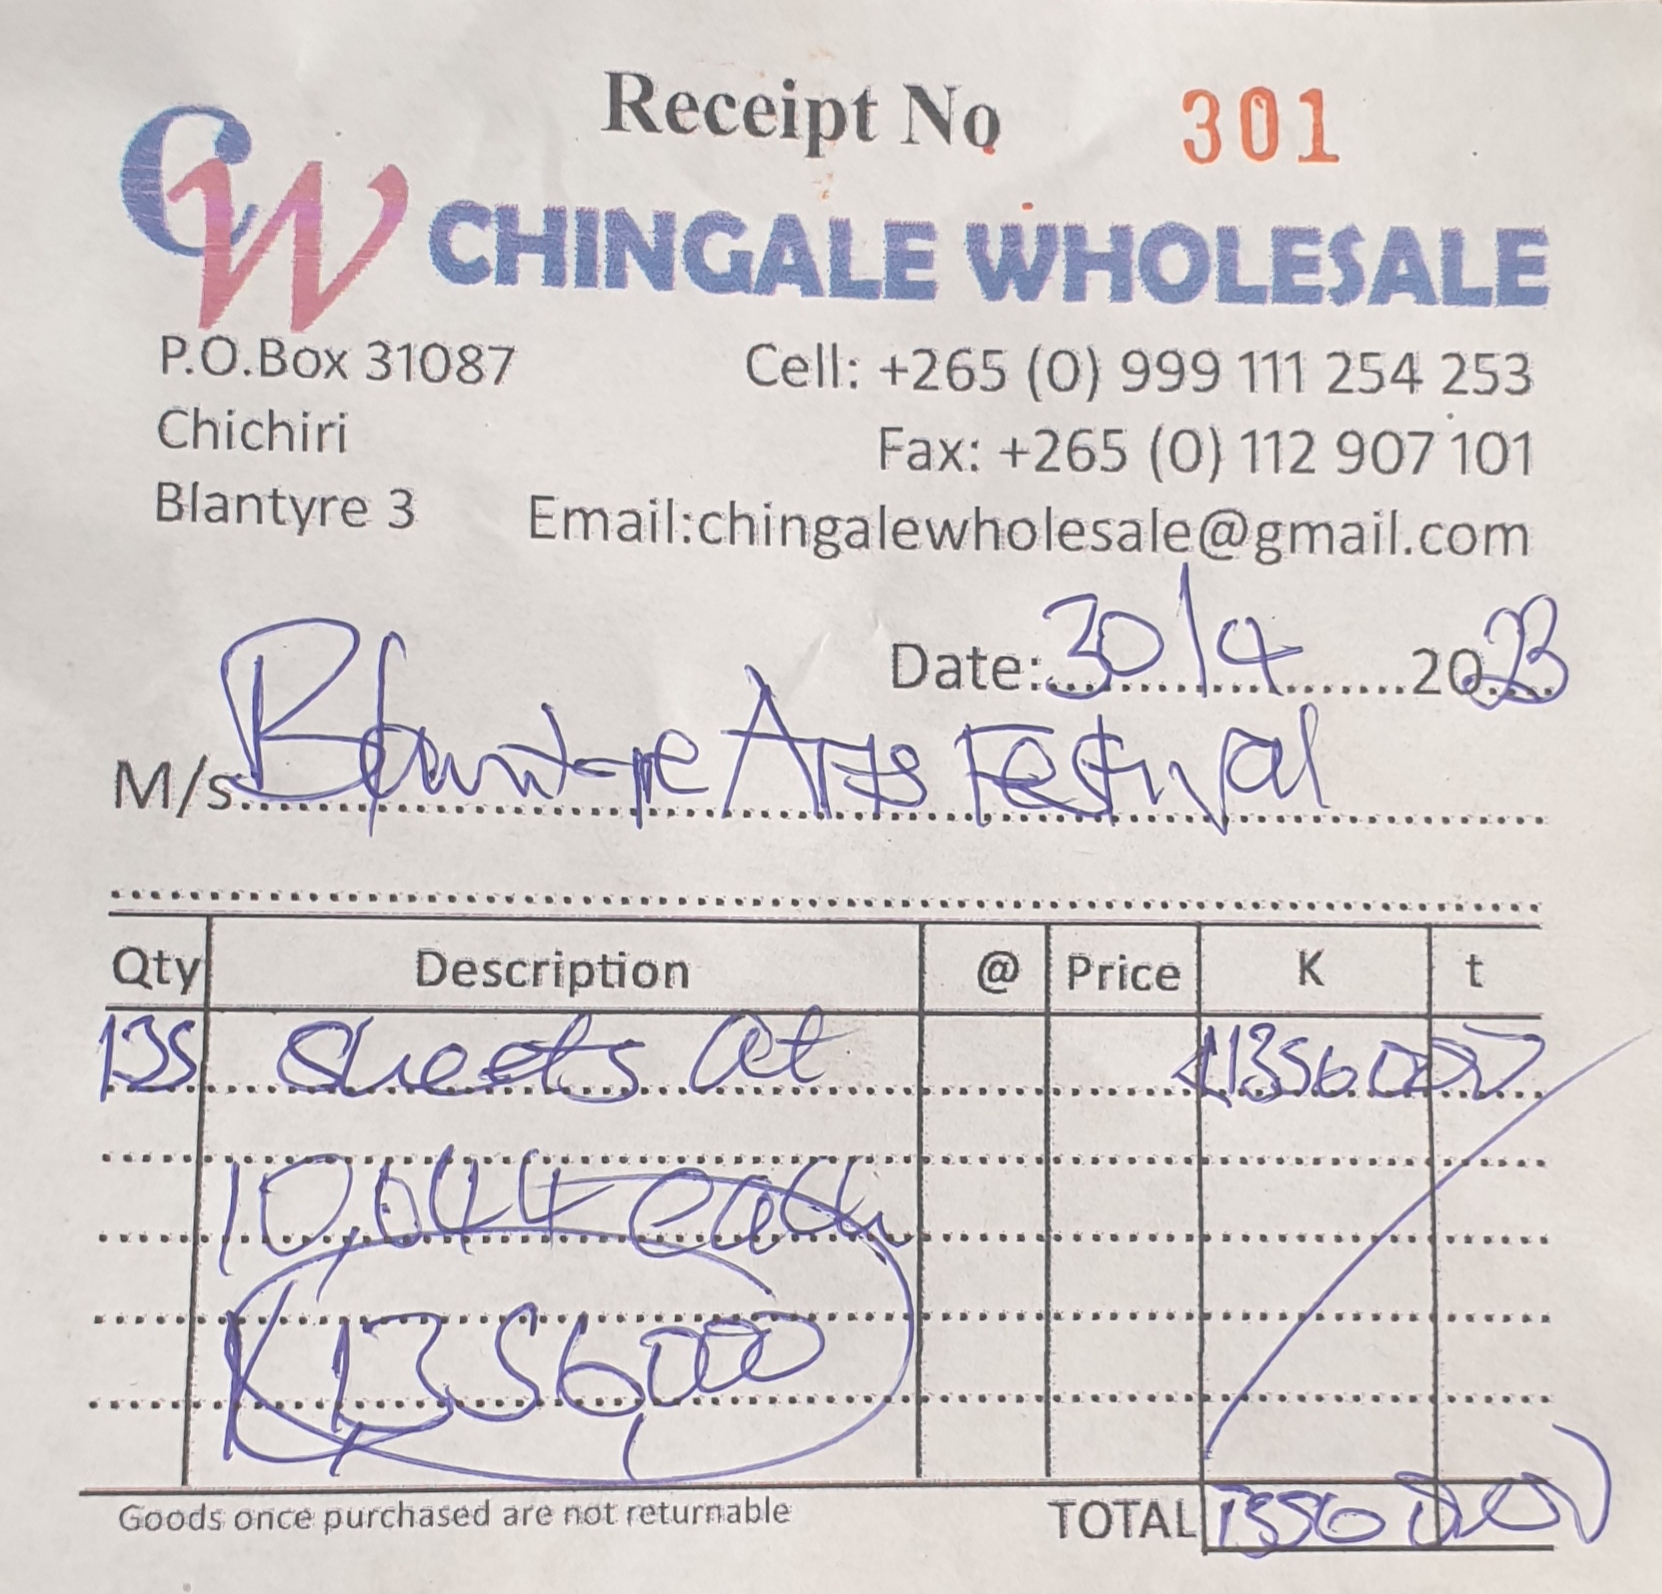 Receipt No 301
CW CHINGALE WHOLESALE
P.O.Box 31087 Cell: +265 (0) 999 111 254 253
Chichiri Fax: +265 (0) 112 907 101
Blantyre 3 Email:chingalewholesale@gmail.com
Date: 30/4 2023
M/s. Blantyre Arts Festival
Qty Description @ Price K t
135 sheets at K1356000
10,044 each
K1356,000
Goods once purchased are not returnable TOTAL 1356000